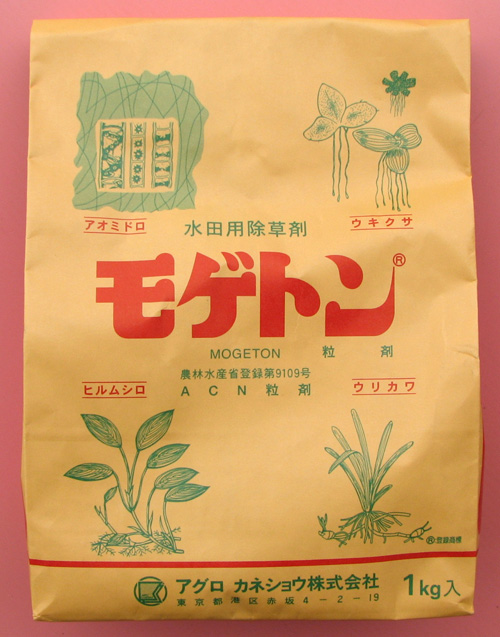 アオミドロ
ウキクサ
水田用除草剤
モゲトン®
MOGETON 粒剤
農林水産省登録第9109号
ACN粒剤
ヒルムシロ
ウリカワ
®登録商標
アグロ カネショウ株式会社
東京都港区赤坂4-2-19
1kg入